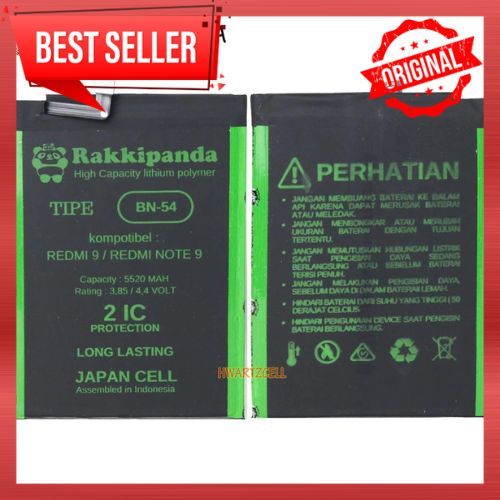 BEST SELLER
ORIGINAL
Rakkipanda
High Capacity lithium polymer
TIPE BN-54
kompotibel :
REDMI 9 / REDMI NOTE 9
Capacity : 5520 MAH
Rating : 3,85 / 4,4 VOLT
2 IC
PROTECTION
LONG LASTING
JAPAN CELL
Assembled in Indonesia
PERHATIAN
JANGAN MEMBUANG BATERAI KE DALAM
API KARENA DAPAT MERUSAK BATERAI
ATAU MELEDAK.
JANGAN MENGBONGKAR ATAU MERUBAH
UKURAN BATERAI DENGAN TUJUAN
TERTENTU.
JANGAN MEMUTUSKAN HUBUNGAN LISTRIK
SAAT PENGISIAN DAYA SEDANG
BERLANGSUNG ATAU SEBELUM DAYA TERISI
JANGAN MELAKUKAN PENGISIAN DAYA,
SEBELUM DAYA DI DALAM BATERAI LEMAH.
HINDARI BATERAI DARI SUHU YANG TINGGI ( 50
DERAJAT CELCIUS.
HINDARI PENGGUNAAN DEVICE SAAT PENGISIN
BATERAI BERLANGSUNG.
HWARTZCELL